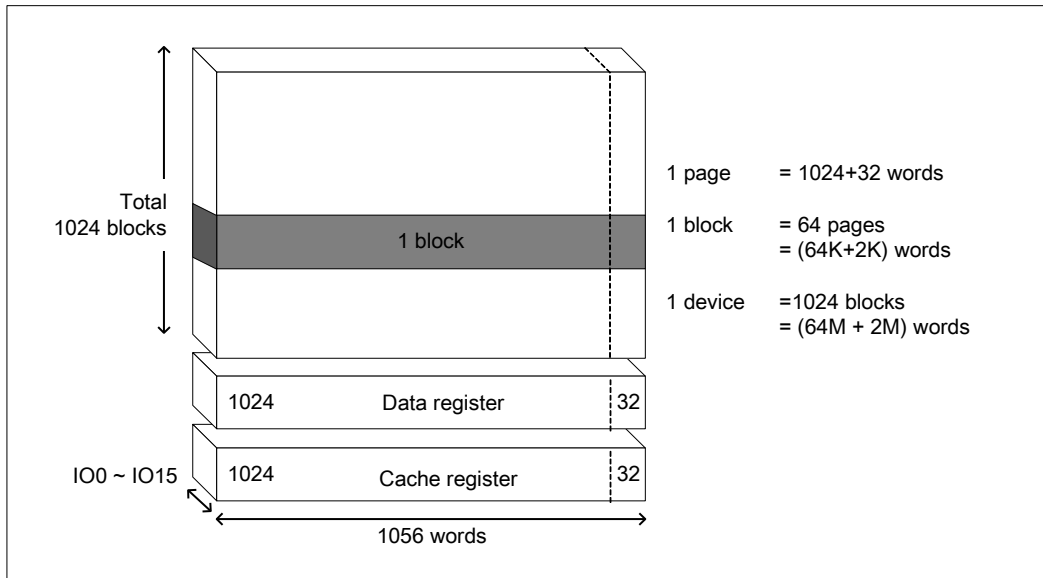 Total
1024 blocks
1 block
1 page = 1024+32 words
1 block = 64 pages
= (64K+2K) words
1 device =1024 blocks
= (64M + 2M) words
1024 Data register 32
1024 Cache register 32
IO0 ~ IO15
1056 words